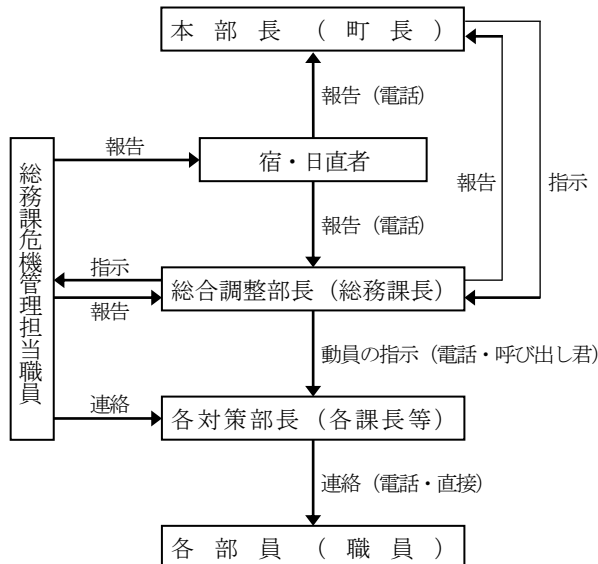 本部長（町長）
報告（電話）
報告
宿・日直者
報告
指示
総務課危機管理担当職員
報告（電話）
指示
総合調整部長（総務課長）
報告
動員の指示（電話・呼び出し君）
連絡
各対策部長（各課長等）
連絡（電話・直接）
各部員（職員）